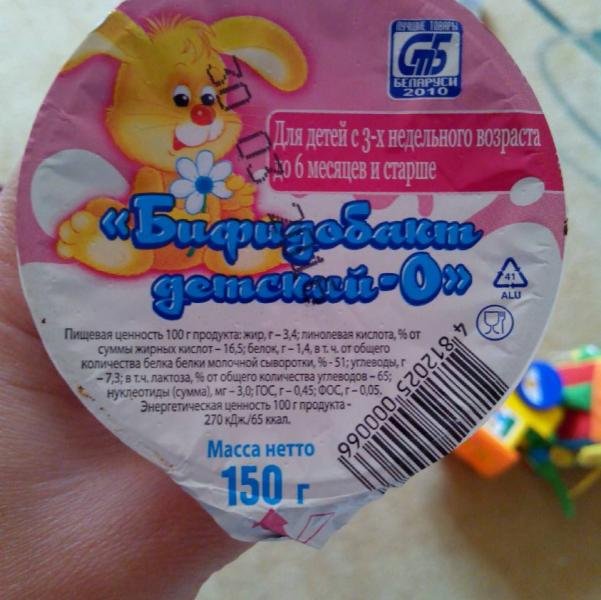 ЛУЧШИЕ ТОВАРЫ
СТБ
БЕЛАРУСИ
2010
Для детей с 3-х недельного возраста
до 6 месяцев и старше
«Бифидобакт
детский-О»
41
ALU
Пищевая ценность 100 г продукта: жир, г – 3,4; линолевая кислота, % от
суммы жирных кислот – 16,5; белок, г – 1,4, в т. ч. от общего
количества белка белки молочной сыворотки, % - 51; углеводы, г
– 7,3; в т.ч. лактоза, % от общего количества углеводов – 65;
нуклеотиды (сумма), мг – 3,0; ГОС, г – 0,45; ФОС, г – 0,05.
Энергетическая ценность 100 г продукта -
270 кДж/65 ккал.
4 812025 000066
Масса нетто
150 г